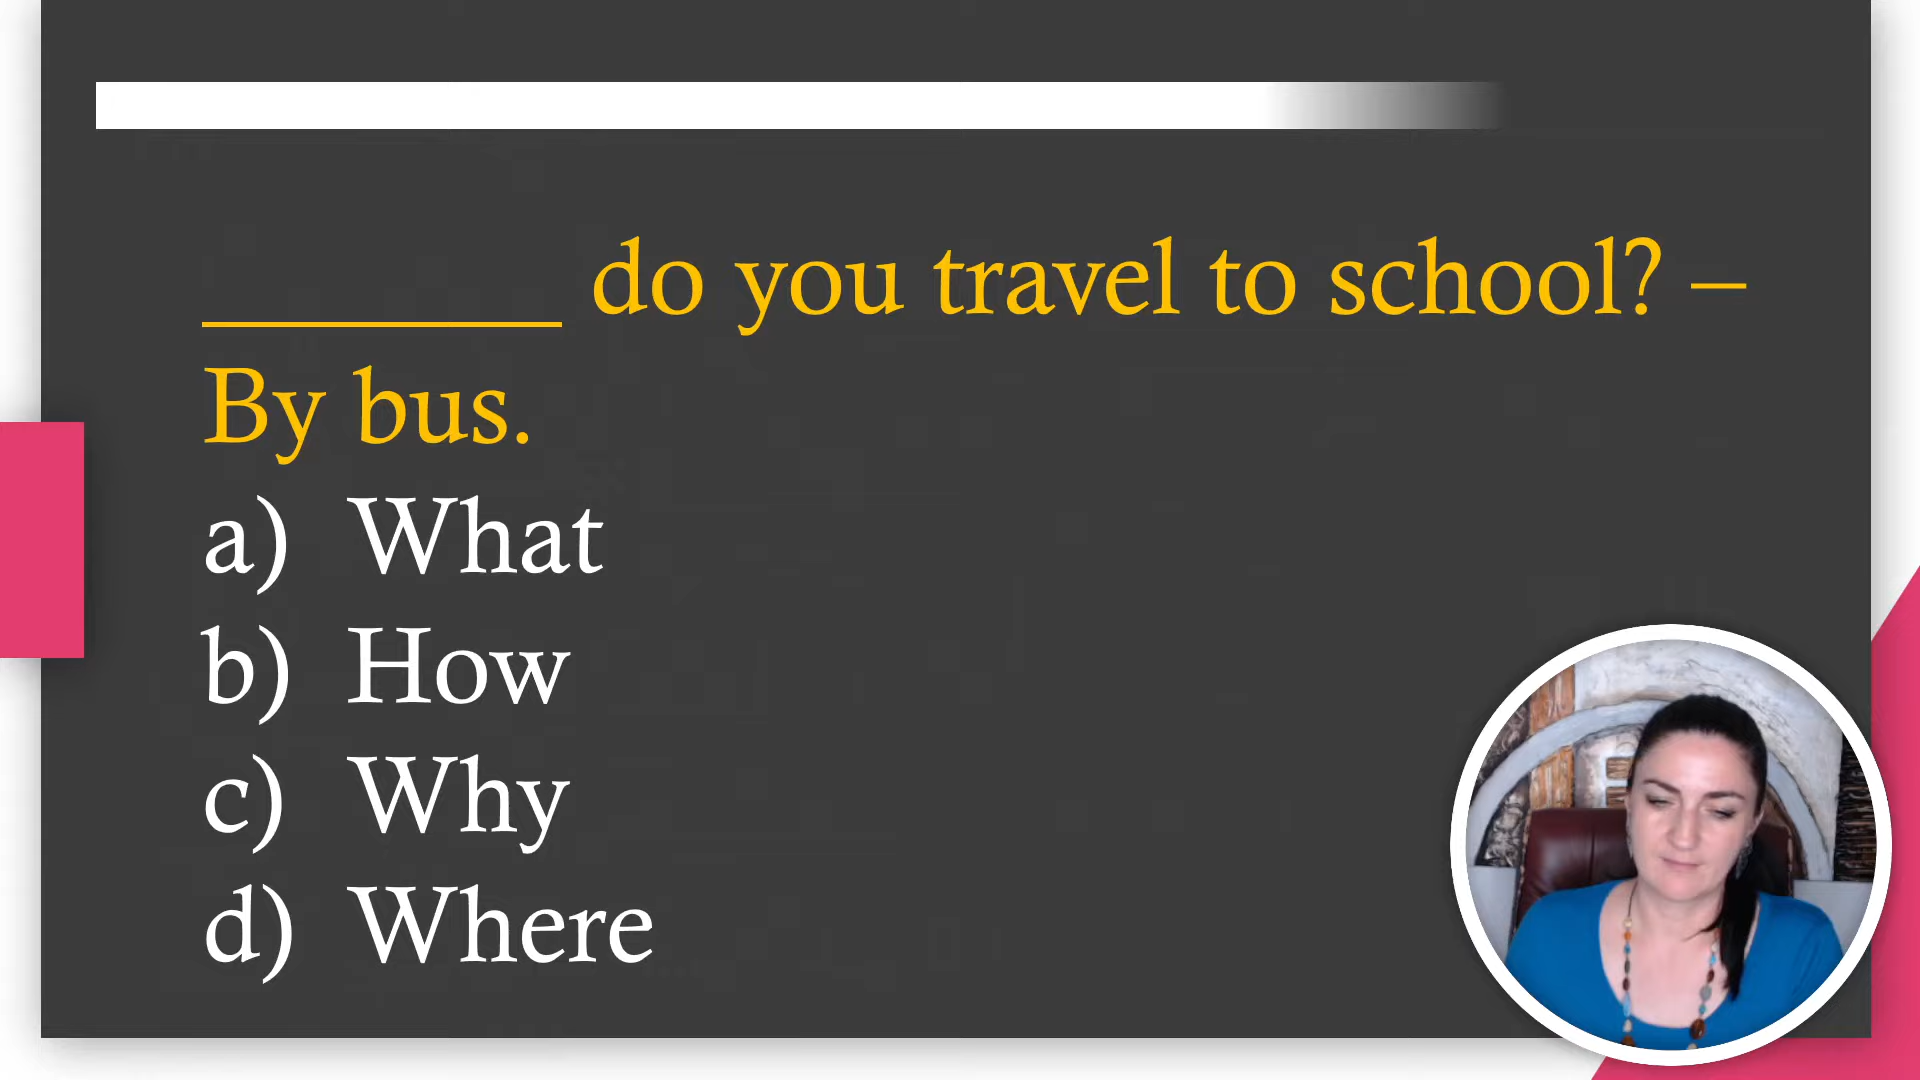 ________ do you travel to school? –
By bus.
a) What
b) How
c) Why
d) Where